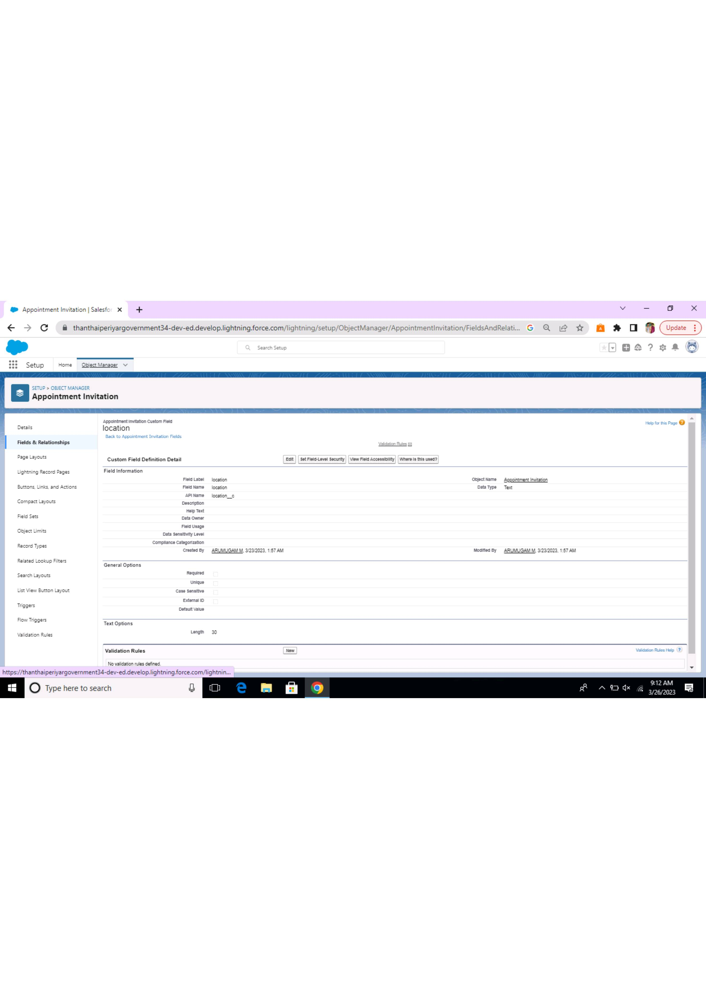 Appointment Invitation | Salesfor
thanthaiperiyargovernment34-dev-ed.develop.lightning.force.com/lightning/setup/ObjectManager/AppointmentInvitation/FieldsAndRelati...
Update
Search Setup
Setup
Home
Object Manager
SETUP > OBJECT MANAGER
Appointment Invitation
Details
Fields & Relationships
Page Layouts
Lightning Record Pages
Buttons, Links, and Actions
Compact Layouts
Field Sets
Object Limits
Record Types
Related Lookup Filters
Search Layouts
List View Button Layout
Triggers
Flow Triggers
Validation Rules
Appointment Invitation Custom Field
location
Back to Appointment Invitation Fields
Help for this Page
Validation Rules [0]
Custom Field Definition Detail
Edit
Set Field-Level Security
View Field Accessibility
Where is this used?
Field Information
Field Label location Object Name Appointment Invitation
Field Name location Data Type Text
API Name location__c
Description
Help Text
Data Owner
Field Usage
Data Sensitivity Level
Compliance Categorization
Created By ARUMUGAM M, 3/23/2023, 1:57 AM Modified By ARUMUGAM M, 3/23/2023, 1:57 AM
General Options
Required
Unique
Case Sensitive
External ID
Default Value
Text Options
Length 30
Validation Rules New Validation Rules Help ?
No validation rules defined.
https://thanthaiperiyargovernment34-dev-ed.develop.lightning.force.com/lightnin...
Type here to search
9:12 AM
3/26/2023